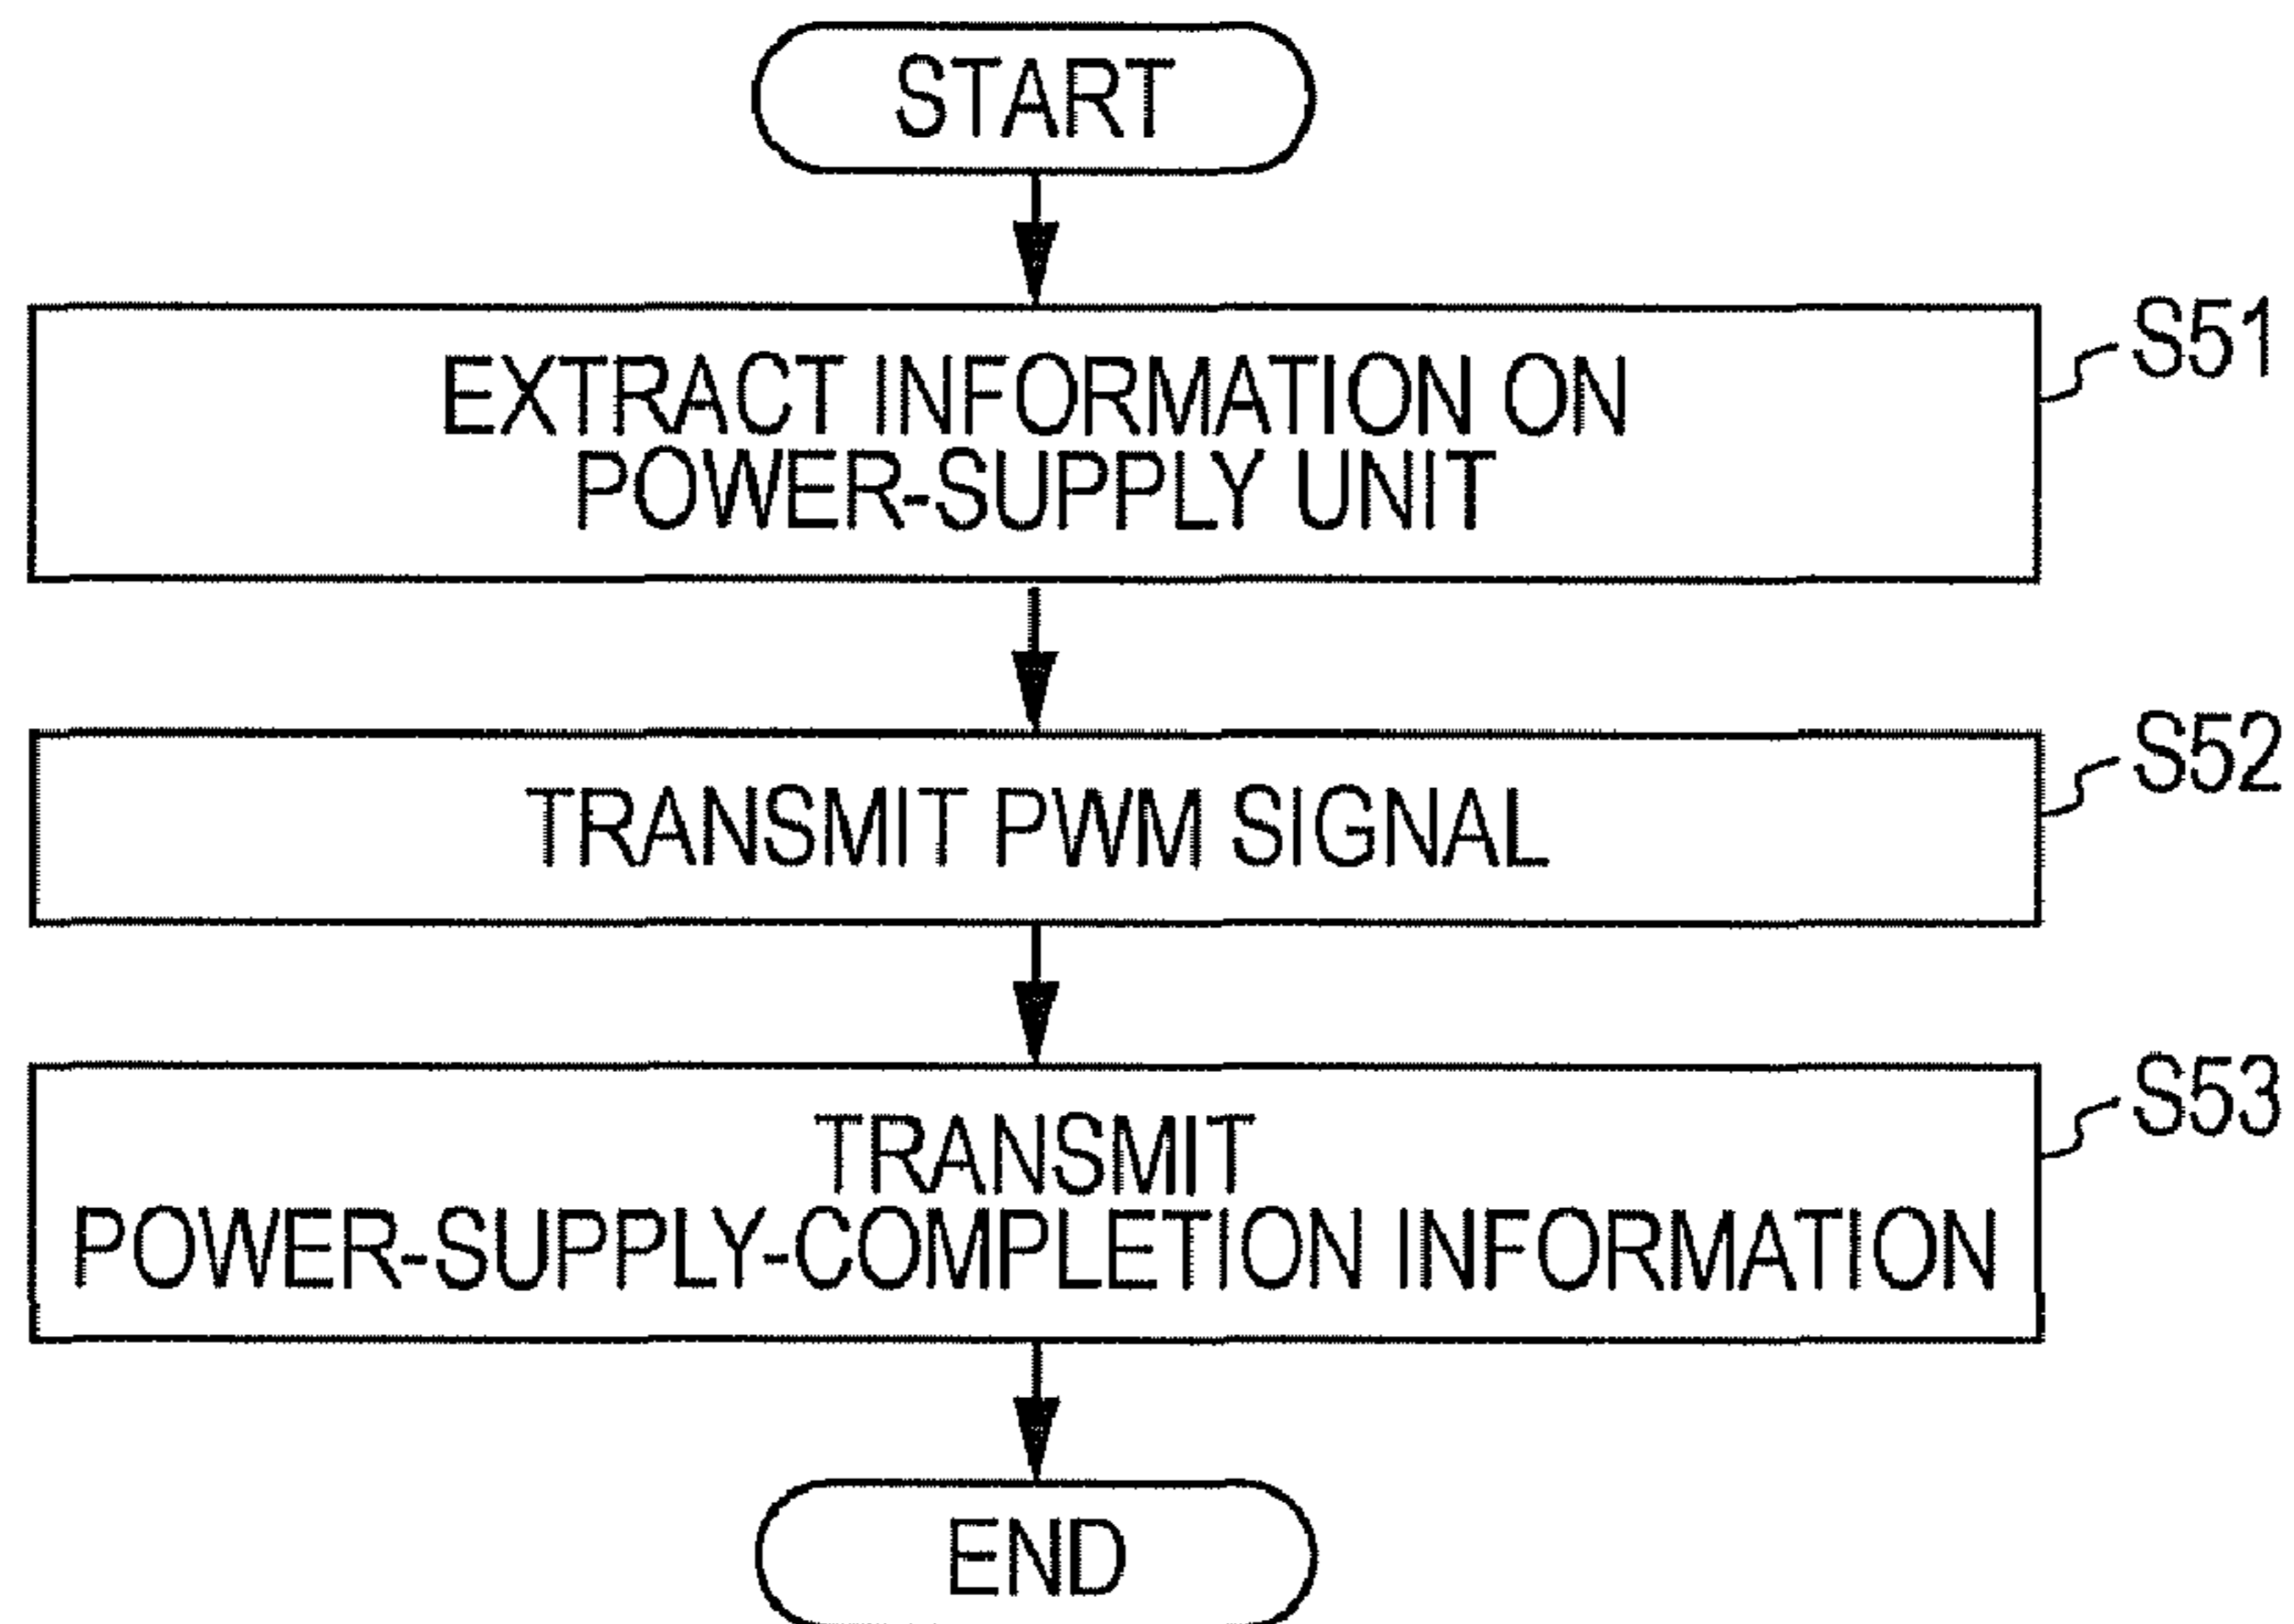 START
S51
EXTRACT INFORMATION ON
POWER-SUPPLY UNIT
S52
TRANSMIT PWM SIGNAL
S53
TRANSMIT
POWER-SUPPLY-COMPLETION INFORMATION
END